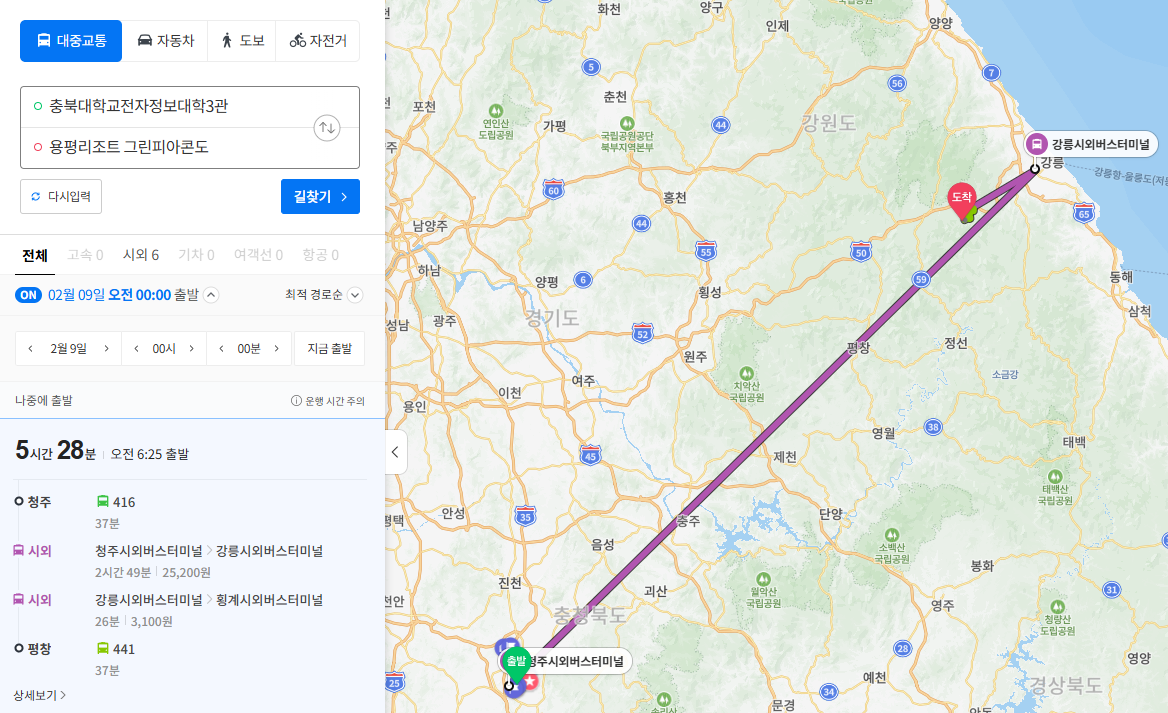 대중교통
자동차
도보
자전거
충북대학교전자정보대학3관
용평리조트 그린피아콘도
다시입력
길찾기
전체
고속 0
시외 6
기차 0
여객선 0
항공 0
ON 02월 09일 오전 00:00 출발
최적 경로순
2월 9일
00시
00분
지금 출발
나중에 출발
운행 시간 주의
5시간 28분 오전 6:25 출발
청주 416
37분
시외 청주시외버스터미널 > 강릉시외버스터미널
2시간 49분 25,200원
시외 강릉시외버스터미널 > 횡계시외버스터미널
26분 3,100원
평창 441
37분
상세보기 >
화천
양구
인제
양양
5
56
7
포천
연인산
도립공원
가평
춘천
국립공원공단
북부지역본부
44
강원도
강릉시외버스터미널
강릉
60
홍천
도착
65
남양주
44
55
50
59
하남
양평
6
횡성
동해
삼척
성남
광주
경기도
52
원주
평창
정선
소금강
이천
여주
치악산
국립공원
용인
38
영월
태백
45
제천
태백산
국립공원
평택
안성
35
충주
단양
음성
소백산
국립공원
봉화
진천
괴산
월악산
국립공원
31
천안
충청북도
영주
청량산
도립공원
28
출발
청주시외버스터미널
25
예천
영양
경상북도
34
문경